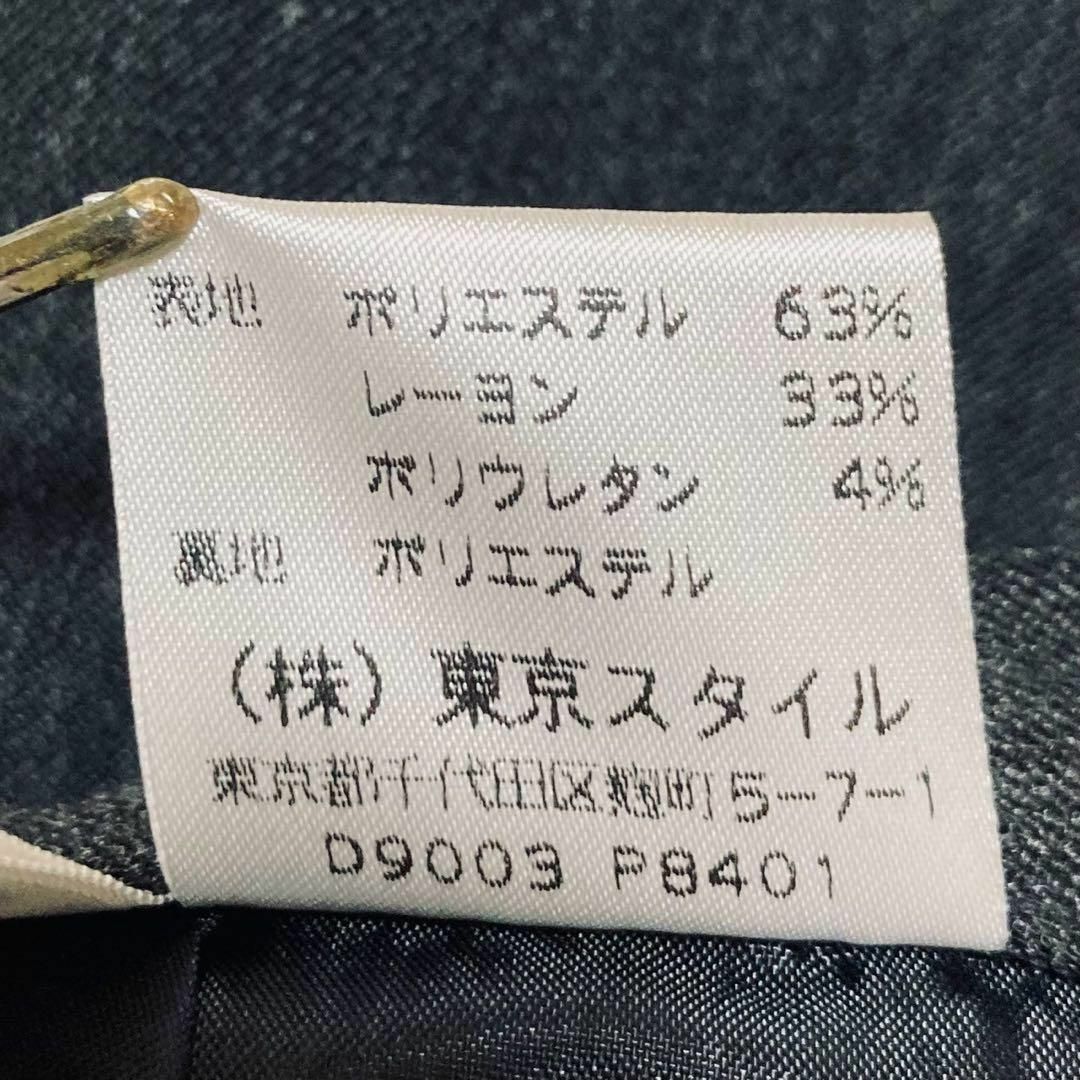 表地 ポリエステル 63%
レーヨン 33%
ポリウレタン 4%
裏地 ポリエステル
(株) 東京スタイル
東京都千代田区麹町5-7-1
D9003 P8401